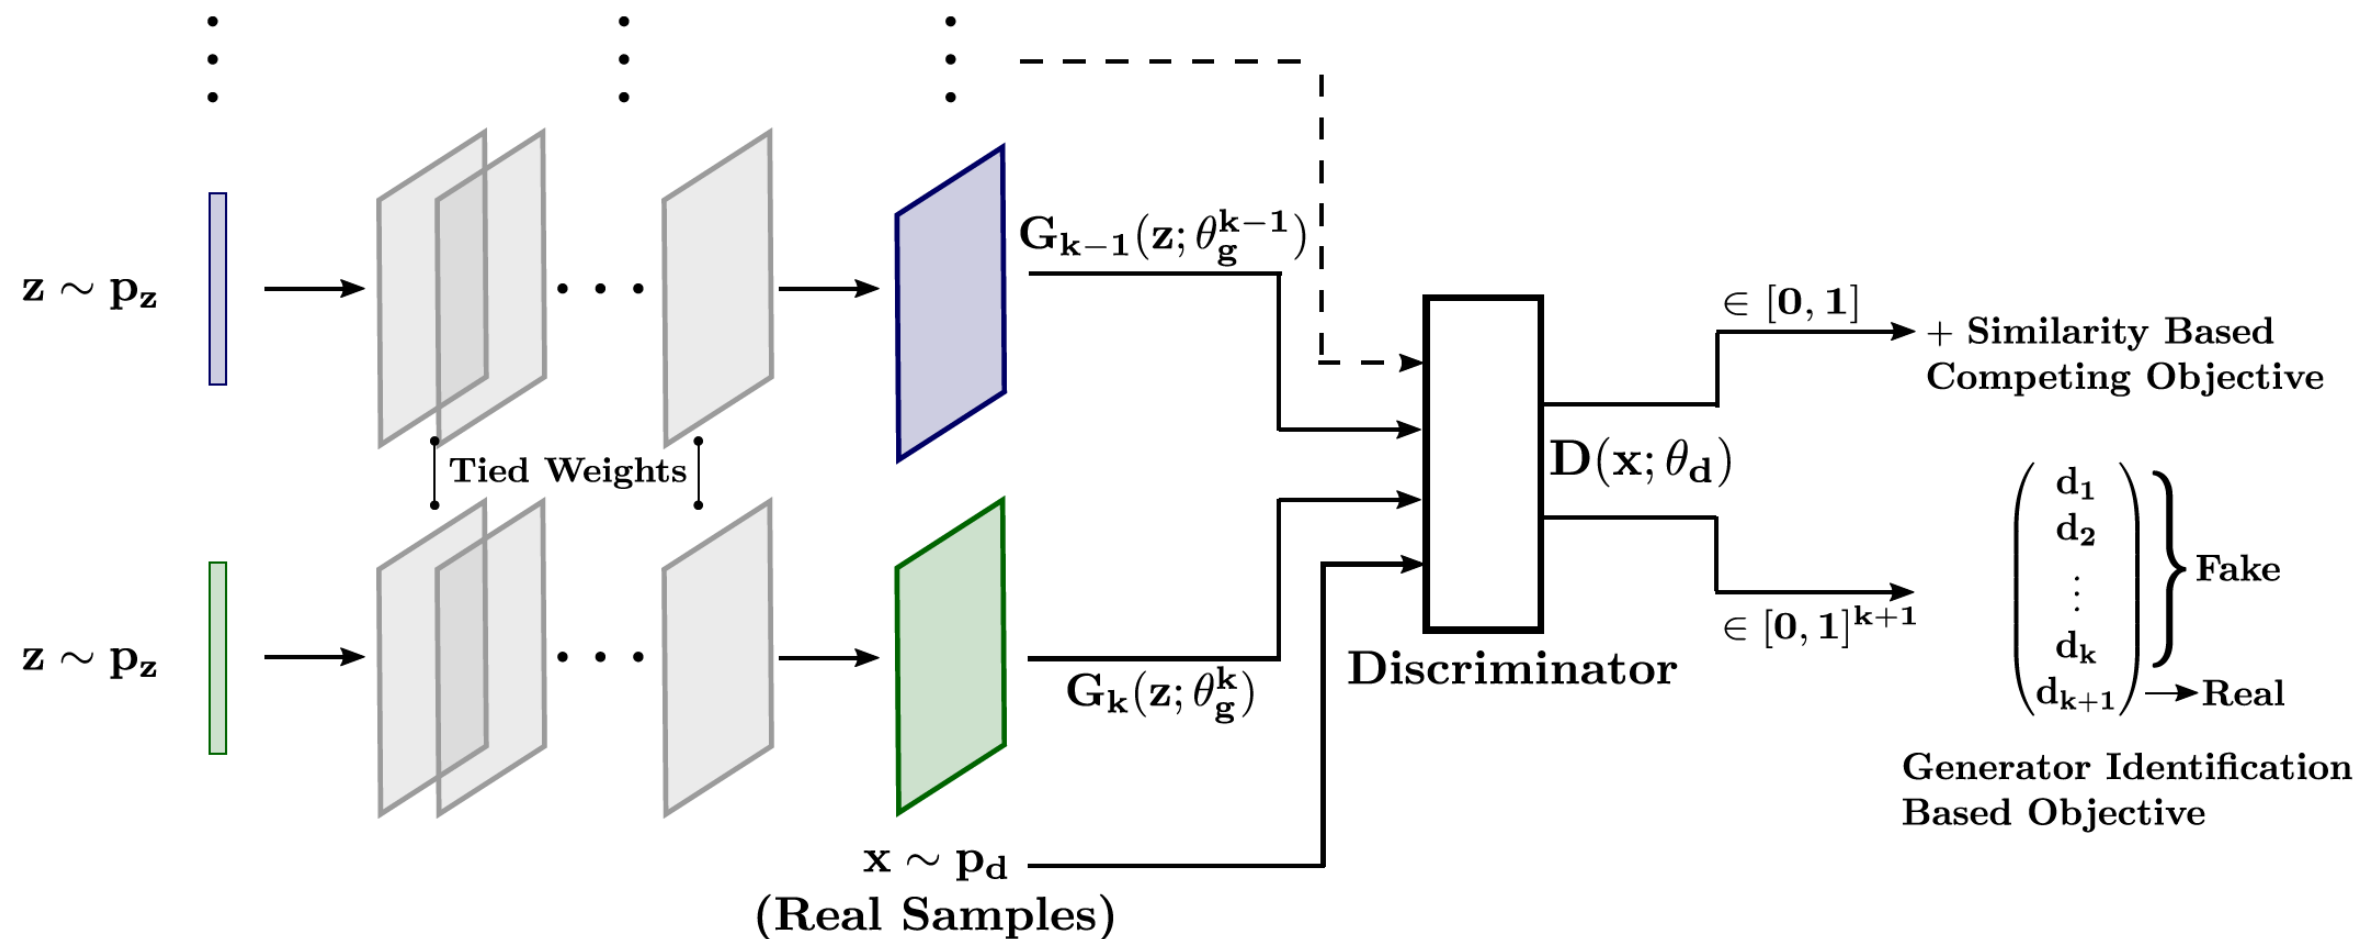 G_{k−1}(z; θ_g^{k−1})
z ∼ p_z
∈ [0, 1]
+ Similarity Based
Competing Objective
Tied Weights
D(x; θ_d)
d_1
d_2
⋮
d_k
d_{k+1}
Fake
Real
z ∼ p_z
G_k(z; θ_g^k)
Discriminator
∈ [0, 1]^{k+1}
Generator Identification
Based Objective
x ∼ p_d
(Real Samples)